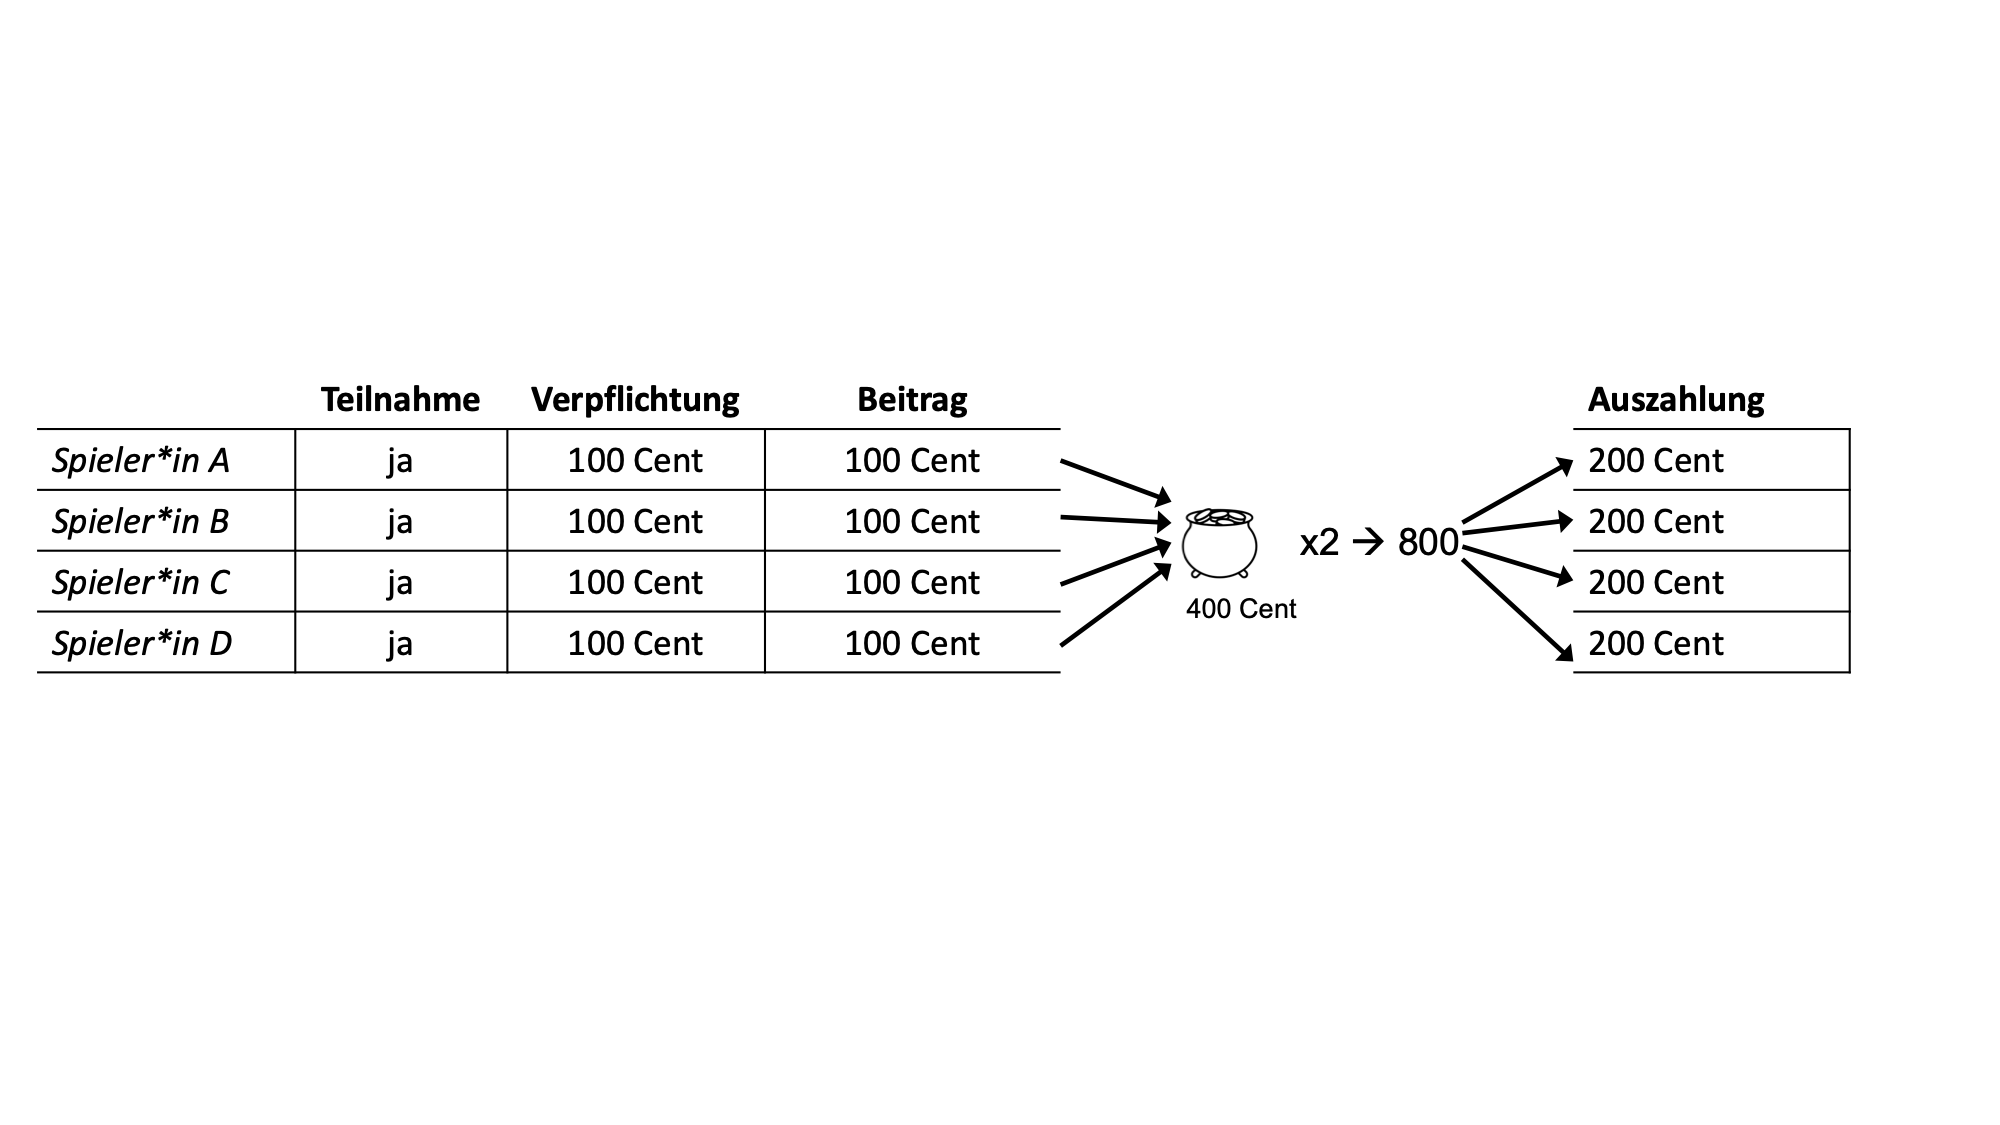 Teilnahme Verpflichtung Beitrag Auszahlung
Spieler*in A ja 100 Cent 100 Cent 200 Cent
Spieler*in B ja 100 Cent 100 Cent 200 Cent
x2 → 800
Spieler*in C ja 100 Cent 100 Cent 200 Cent
400 Cent
Spieler*in D ja 100 Cent 100 Cent 200 Cent